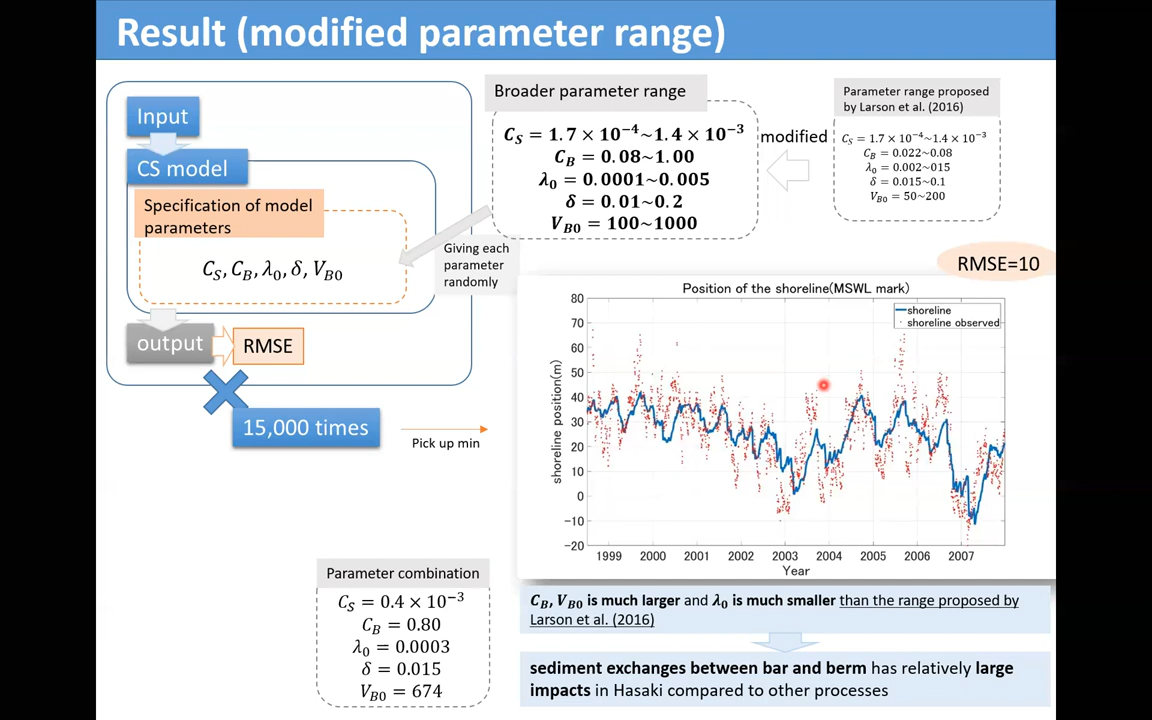 Result (modified parameter range)
Input
CS model
Specification of model
parameters
C_S, C_B, λ_0, δ, V_B0
output
RMSE
15,000 times
Pick up min
Broader parameter range
C_S = 1.7 × 10^−4~1.4 × 10^−3
C_B = 0.08~1.00
λ_0 = 0.0001~0.005
δ = 0.01~0.2
V_B0 = 100~1000
modified
Parameter range proposed
by Larson et al. (2016)
C_S = 1.7 × 10^−4~1.4 × 10^−3
C_B = 0.022~0.08
λ_0 = 0.002~015
δ = 0.015~0.1
V_B0 = 50~200
Giving each
parameter
randomly
RMSE=10
Position of the shoreline(MSWL mark)
shoreline
shoreline observed
shoreline position(m)
80
70
60
50
40
30
20
10
0
-10
-20
1999 2000 2001 2002 2003 2004 2005 2006 2007
Year
Parameter combination
C_S = 0.4 × 10^−3
C_B = 0.80
λ_0 = 0.0003
δ = 0.015
V_B0 = 674
C_B, V_B0 is much larger and λ_0 is much smaller than the range proposed by
Larson et al. (2016)
sediment exchanges between bar and berm has relatively large
impacts in Hasaki compared to other processes